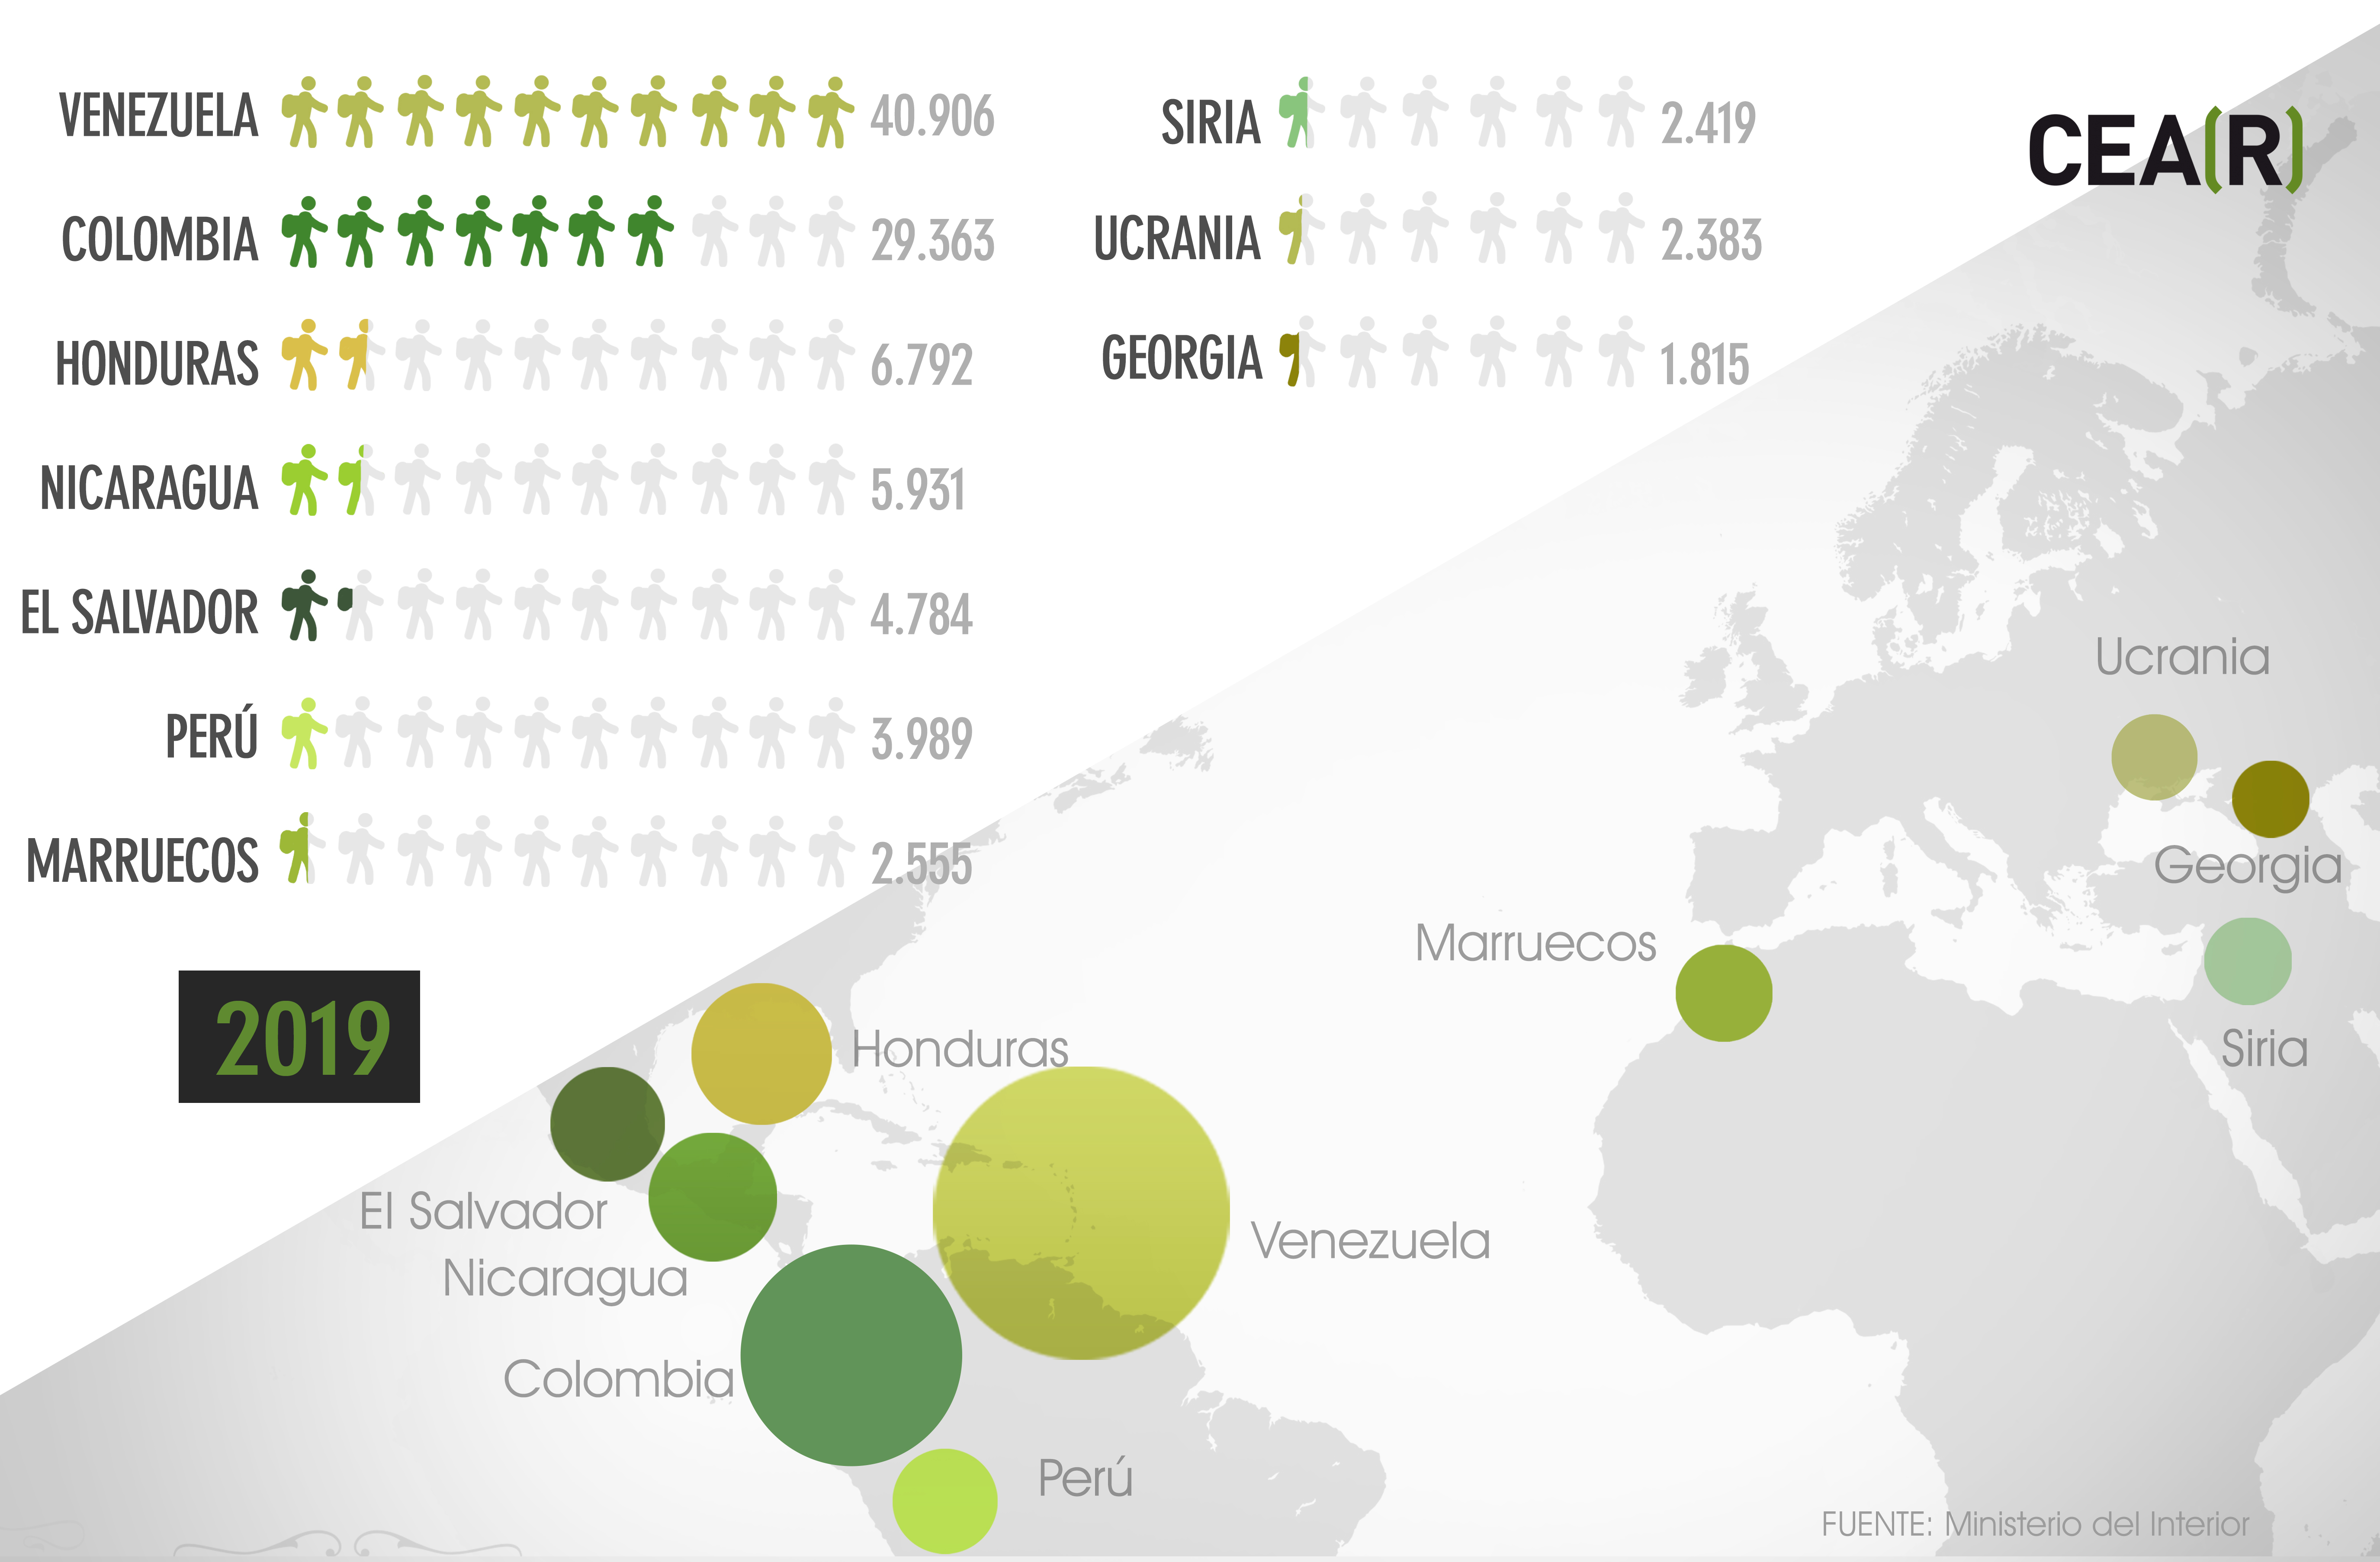 VENEZUELA 40.906
COLOMBIA 29.363
HONDURAS 6.792
NICARAGUA 5.931
EL SALVADOR 4.784
PERÚ 3.989
MARRUECOS 2.555
SIRIA 2.419
UCRANIA 2.383
GEORGIA 1.815
CEA(R)
2019
Ucrania
Georgia
Marruecos
Siria
Honduras
El Salvador
Venezuela
Nicaragua
Colombia
Perú
FUENTE: Ministerio del Interior